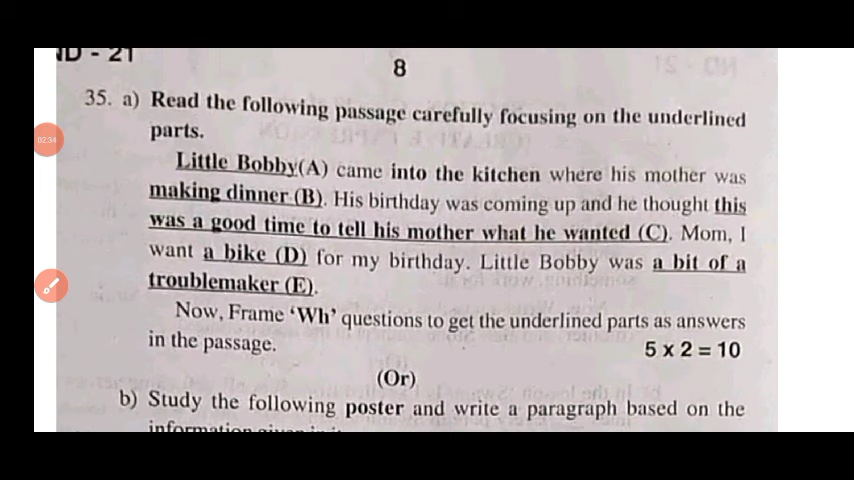 ND - 21
8
35. a) Read the following passage carefully focusing on the underlined
parts.
Little Bobby(A) came into the kitchen where his mother was
making dinner (B). His birthday was coming up and he thought this
was a good time to tell his mother what he wanted (C). Mom, I
want a bike (D) for my birthday. Little Bobby was a bit of a
troublemaker (E).
Now, Frame ‘Wh’ questions to get the underlined parts as answers
in the passage. 5 x 2 = 10
(Or)
b) Study the following poster and write a paragraph based on the
information given in it.
02:34